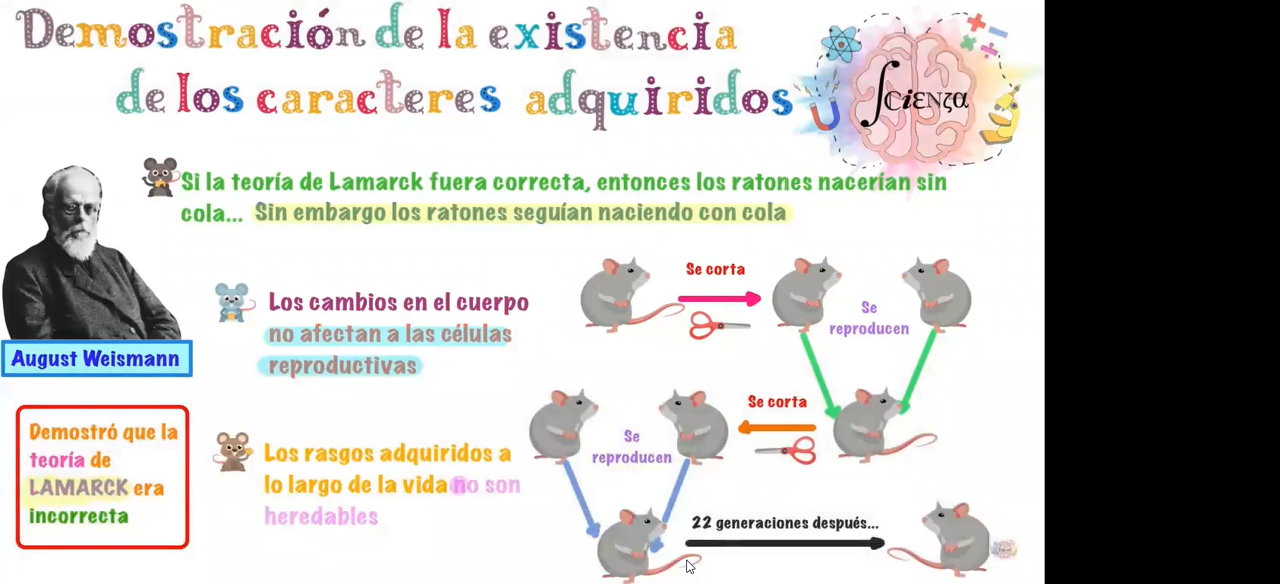 Demostración de la existencia
de los caracteres adquiridos
∫CiENζα
Si la teoría de Lamarck fuera correcta, entonces los ratones nacerían sin
cola... Sin embargo los ratones seguían naciendo con cola
Se corta
Los cambios en el cuerpo
no afectan a las células
reproductivas
Se
reproducen
August Weismann
Demostró que la
teoría de
LAMARCK era
incorrecta
Se corta
Se
reproducen
Los rasgos adquiridos a
lo largo de la vida no son
heredables
22 generaciones después...